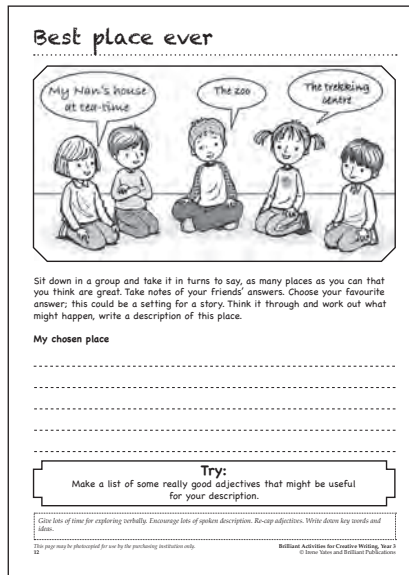 Best place ever
My Nan's house
at tea-time
The zoo
The trekking
centre
Sit down in a group and take it in turns to say, as many places as you can that
you think are great. Take notes of your friends' answers. Choose your favourite
answer; this could be a setting for a story. Think it through and work out what
might happen, write a description of this place.
My chosen place
Try:
Make a list of some really good adjectives that might be useful
for your description.
Give lots of time for exploring verbally. Encourage lots of spoken description. Re-cap adjectives. Write down key words and
ideas.
This page may be photocopied for use by the purchasing institution only.
Brilliant Activities for Creative Writing, Year 3
12
© Irene Yates and Brilliant Publications